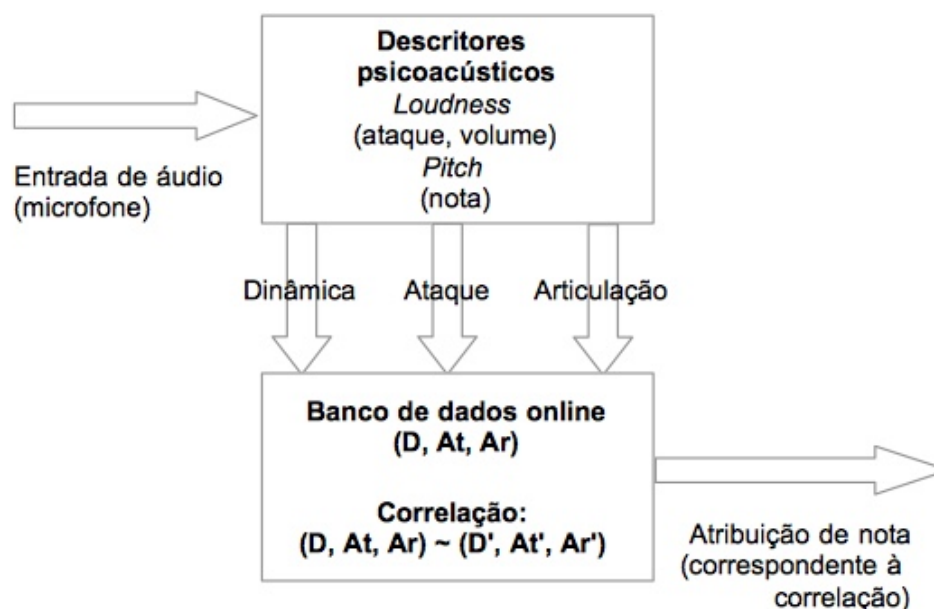 Descritores
psicoacústicos
Loudness
(ataque, volume)
Pitch
(nota)
Entrada de áudio
(microfone)
Dinâmica
Ataque
Articulação
Banco de dados online
(D, At, Ar)
Correlação:
(D, At, Ar) ~ (D', At', Ar')
Atribuição de nota
(correspondente à
correlação)